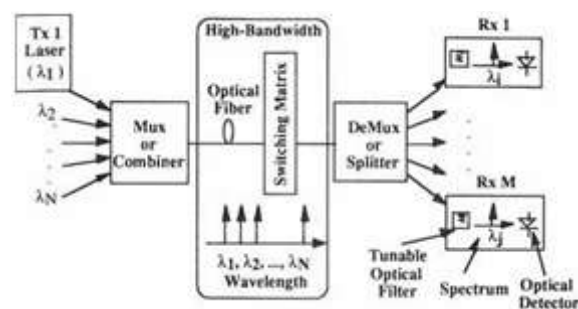 Tx 1
Laser
(λ1)
λ2
λN
Mux
or
Combiner
High-Bandwidth
Optical
Fiber
Switching Matrix
λ1, λ2, ..., λN
Wavelength
DeMux
or
Splitter
Rx 1
λi
Rx M
λj
Tunable
Optical
Filter
Spectrum
Optical
Detector